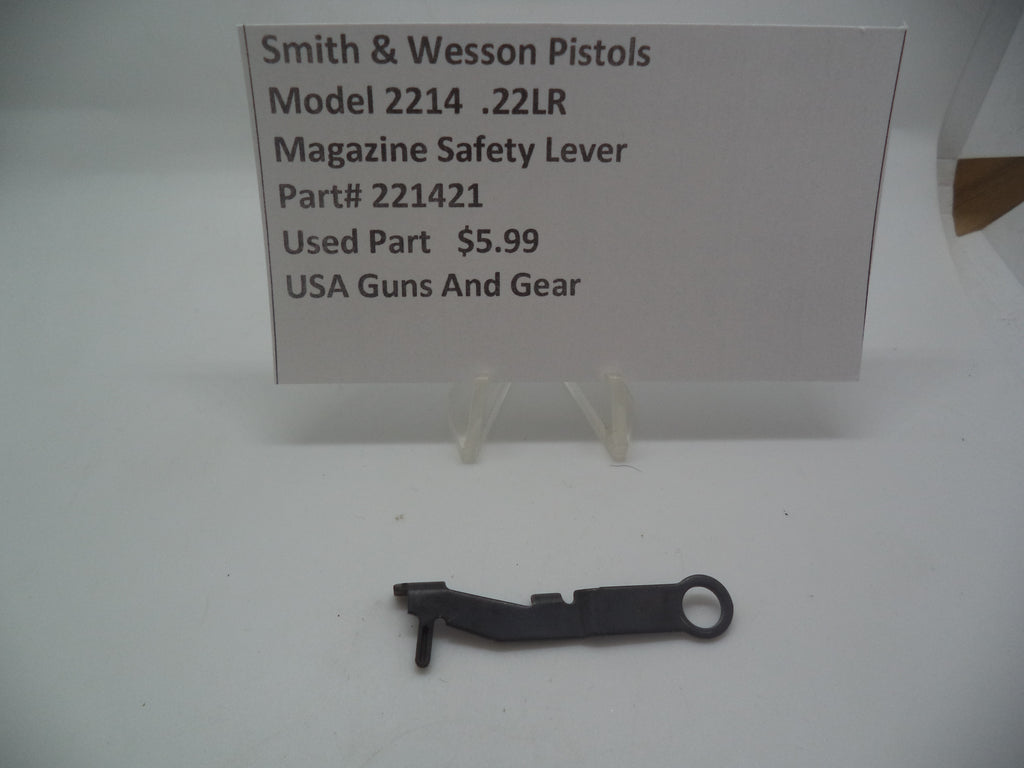 Smith & Wesson Pistols
Model 2214 .22LR
Magazine Safety Lever
Part# 221421
Used Part $5.99
USA Guns And Gear